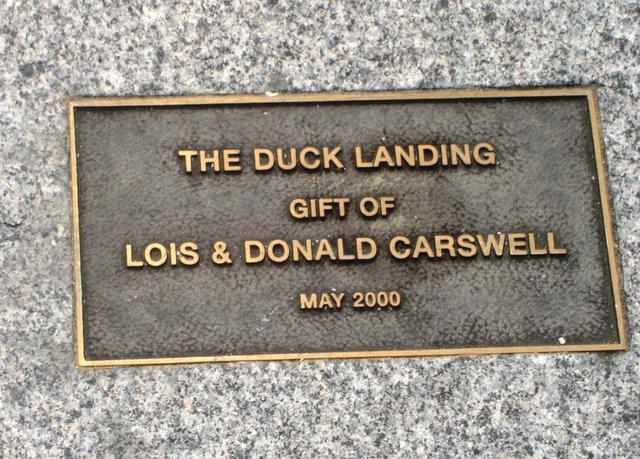 THE DUCK LANDING
GIFT OF
LOIS & DONALD CARSWELL
MAY 2000